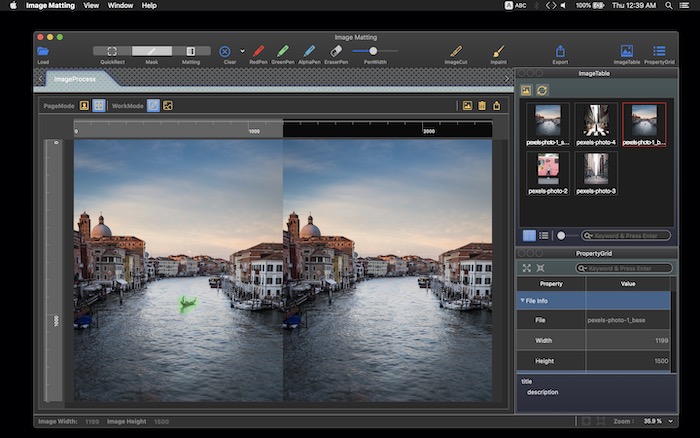 Image Matting View Window Help
ABC 100% Thu 12:39 AM
Image Matting
Load QuickRect Mask Matting Clear RedPen GreenPen AlphaPen EraserPen PenWidth ImageCut Inpaint Export ImageTable PropertyGrid
ImageProcess
ImageTable
PageMode WorkMode
0 1000 2000
0
1000
pexels-photo-1_s... pexels-photo-4 pexels-photo-1_b...
pexels-photo-2 pexels-photo-3
Keyword & Press Enter
PropertyGrid
Keyword & Press Enter
Property Value
File Info
File pexels-photo-1_base
Width 1199
Height 1500
title
description
Image Width: 1199 Image Height 1500
Zoom : 35.9 %